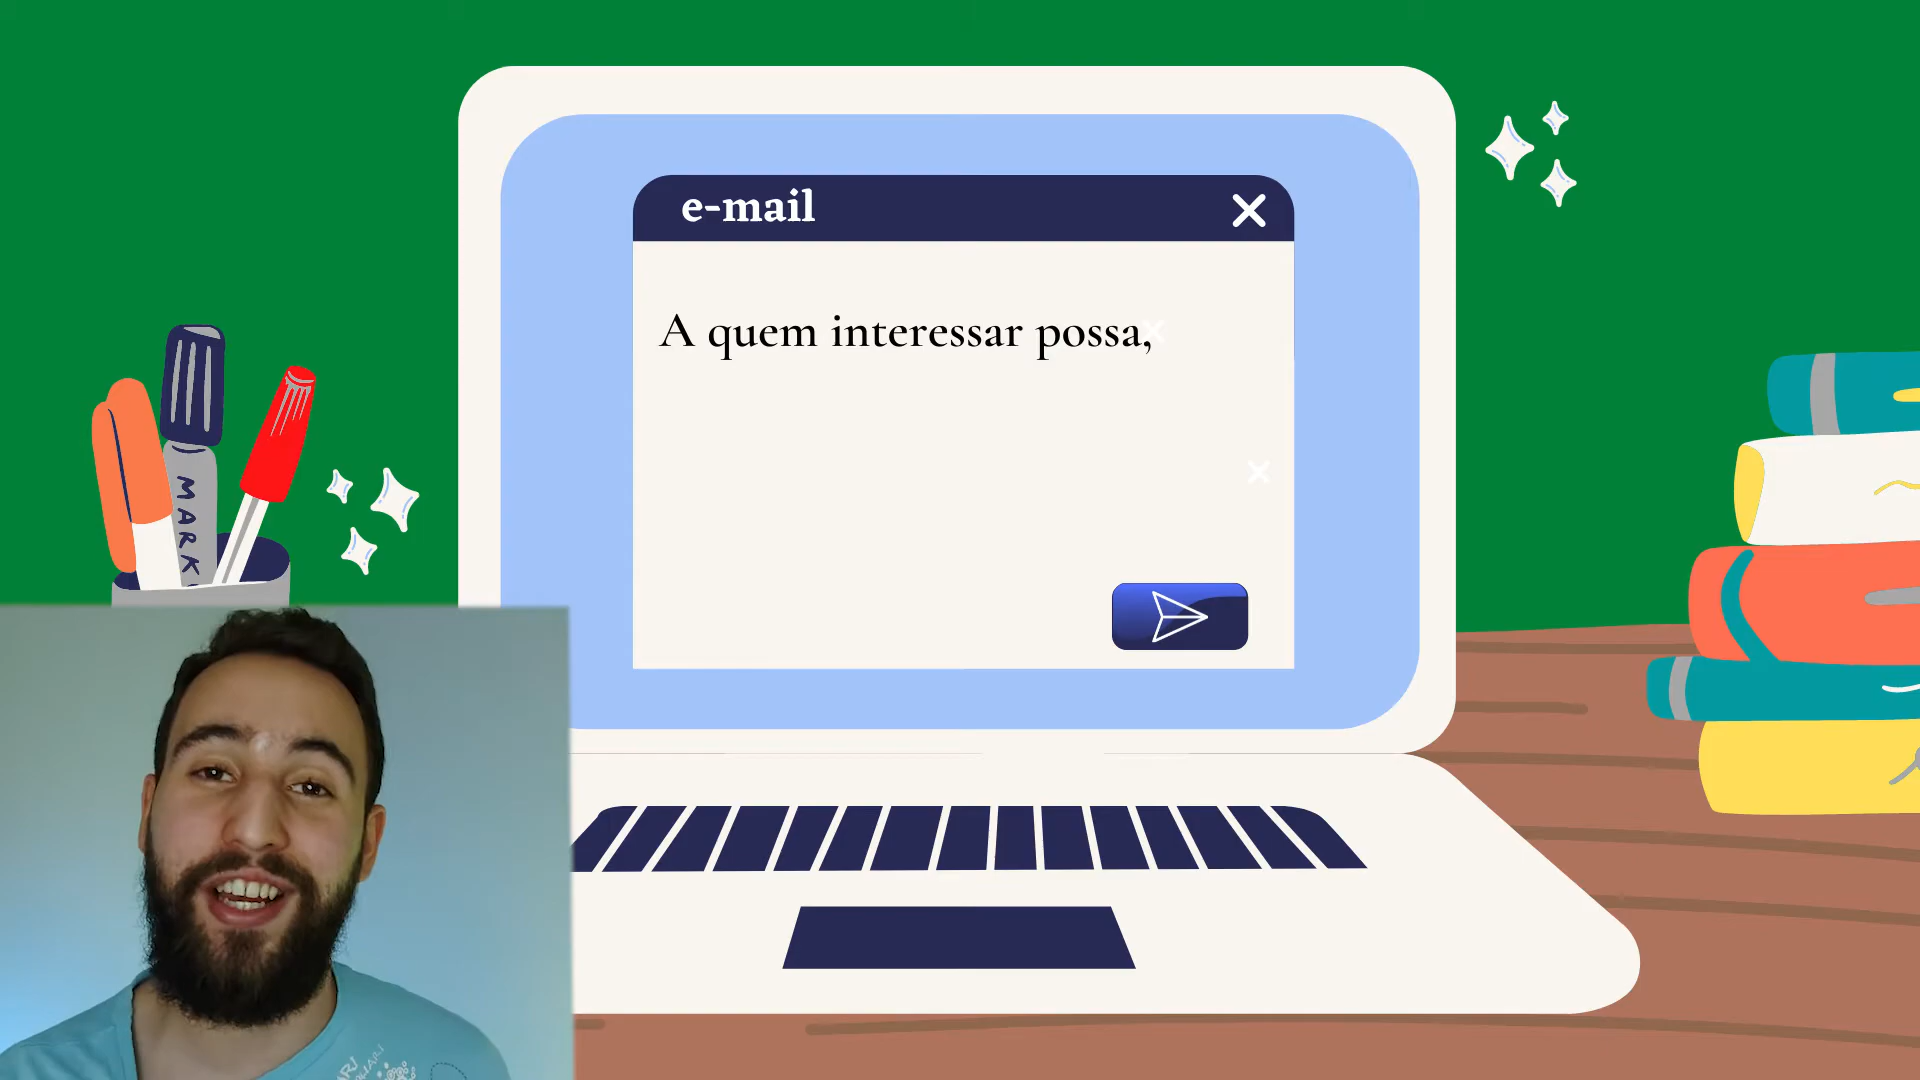 e-mail
A quem interessar possa,
MARK